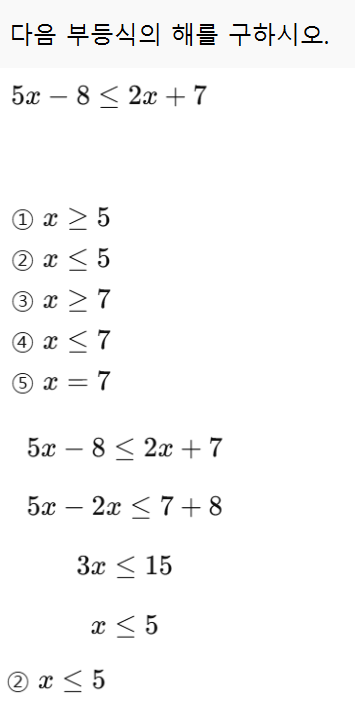 다음 부등식의 해를 구하시오.
5x − 8 ≤ 2x + 7
① x ≥ 5
② x ≤ 5
③ x ≥ 7
④ x ≤ 7
⑤ x = 7
5x − 8 ≤ 2x + 7
5x − 2x ≤ 7 + 8
3x ≤ 15
x ≤ 5
② x ≤ 5